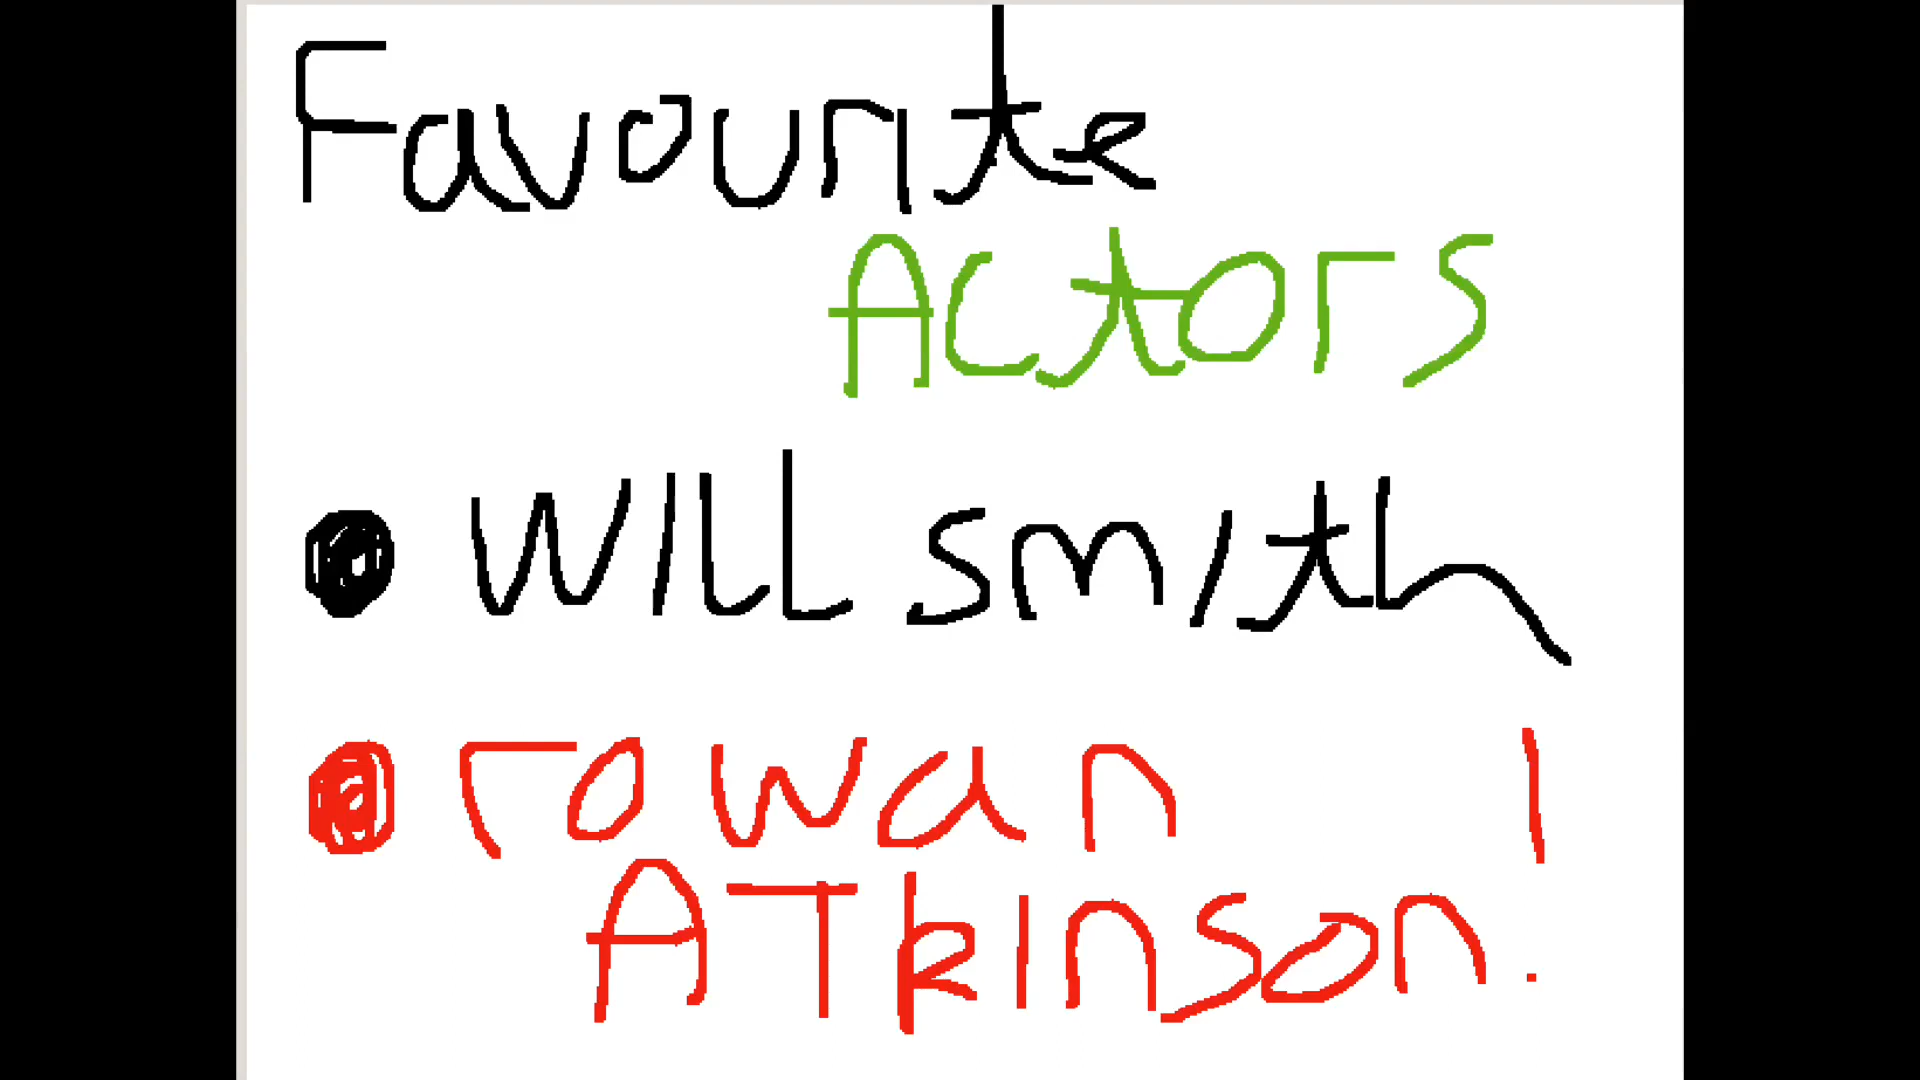 Favourite
Actors
• Will smith
• rowan
ATkinson!